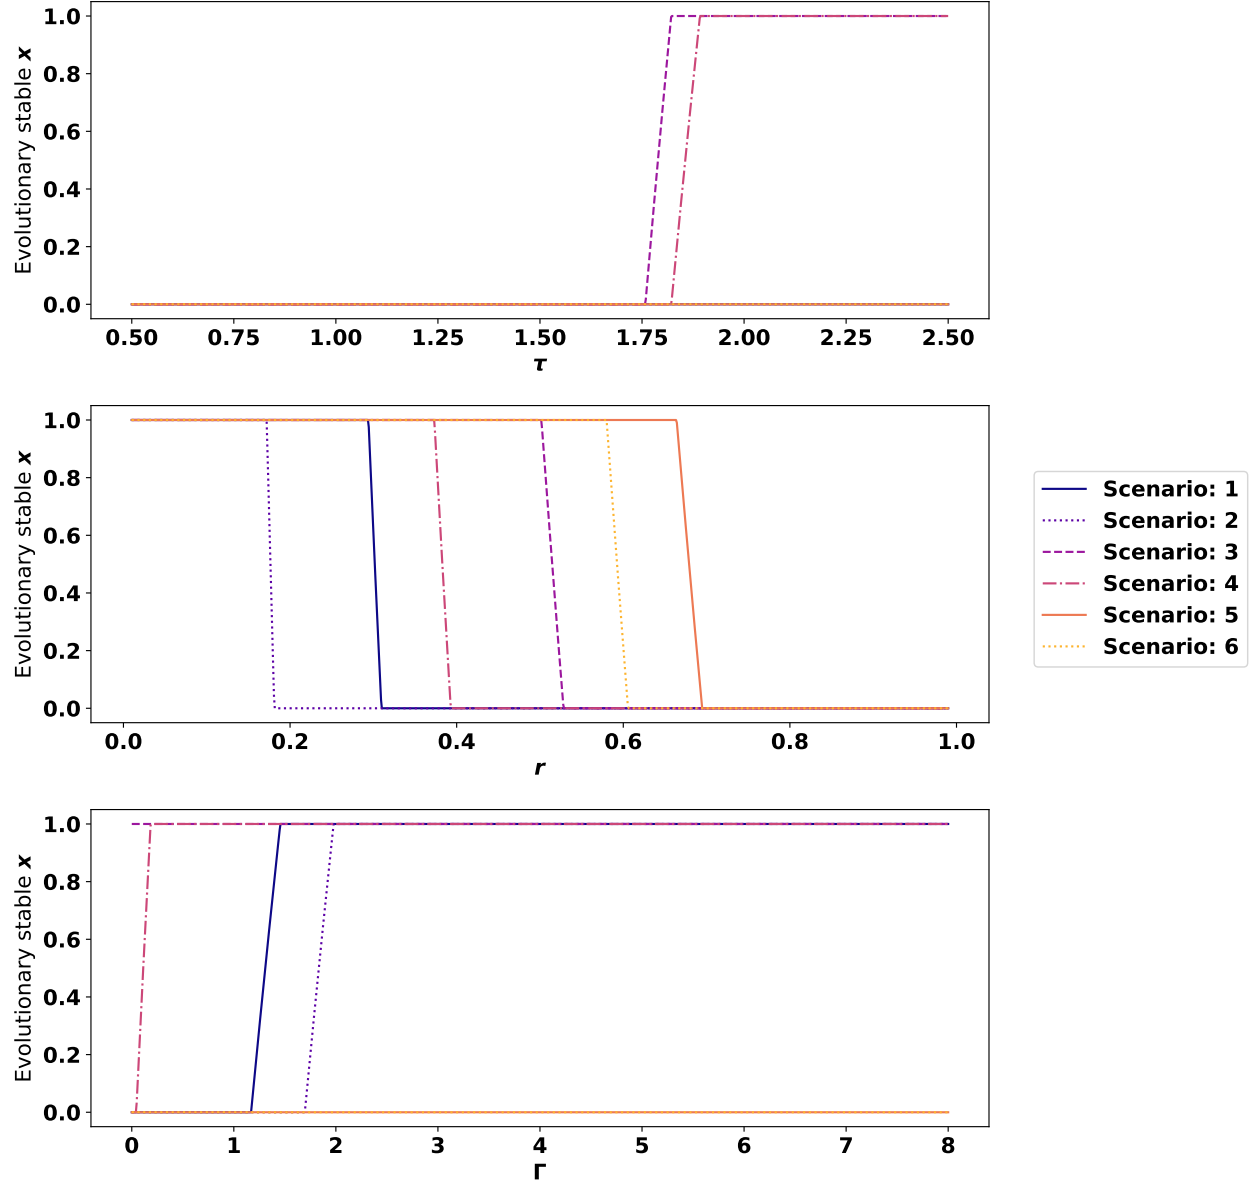 Evolutionary stable x
1.0
0.8
0.6
0.4
0.2
0.0
0.50 0.75 1.00 1.25 1.50 1.75 2.00 2.25 2.50
τ
Evolutionary stable x
1.0
0.8
0.6
0.4
0.2
0.0
0.0 0.2 0.4 0.6 0.8 1.0
r
Scenario: 1
Scenario: 2
Scenario: 3
Scenario: 4
Scenario: 5
Scenario: 6
Evolutionary stable x
1.0
0.8
0.6
0.4
0.2
0.0
0 1 2 3 4 5 6 7 8
Γ